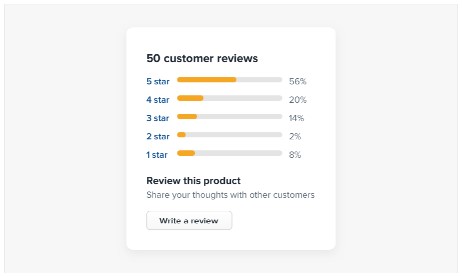 50 customer reviews
5 star 56%
4 star 20%
3 star 14%
2 star 2%
1 star 8%
Review this product
Share your thoughts with other customers
Write a review